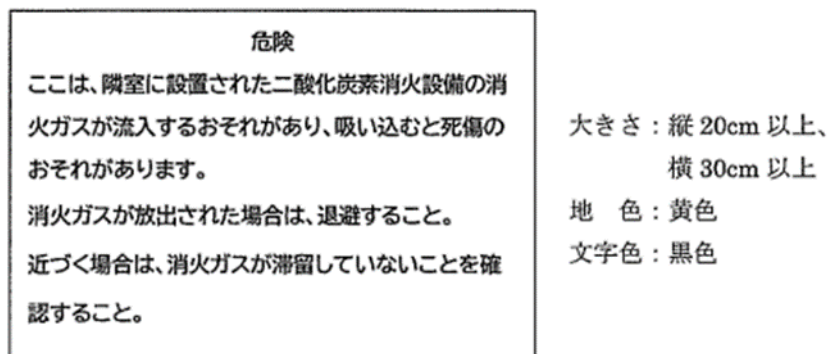 危険
ここは、隣室に設置された二酸化炭素消火設備の消
火ガスが流入するおそれがあり、吸い込むと死傷の
おそれがあります。
消火ガスが放出された場合は、退避すること。
近づく場合は、消火ガスが滞留していないことを確
認すること。
大きさ：縦 20cm 以上、
横 30cm 以上
地　色：黄色
文字色：黒色